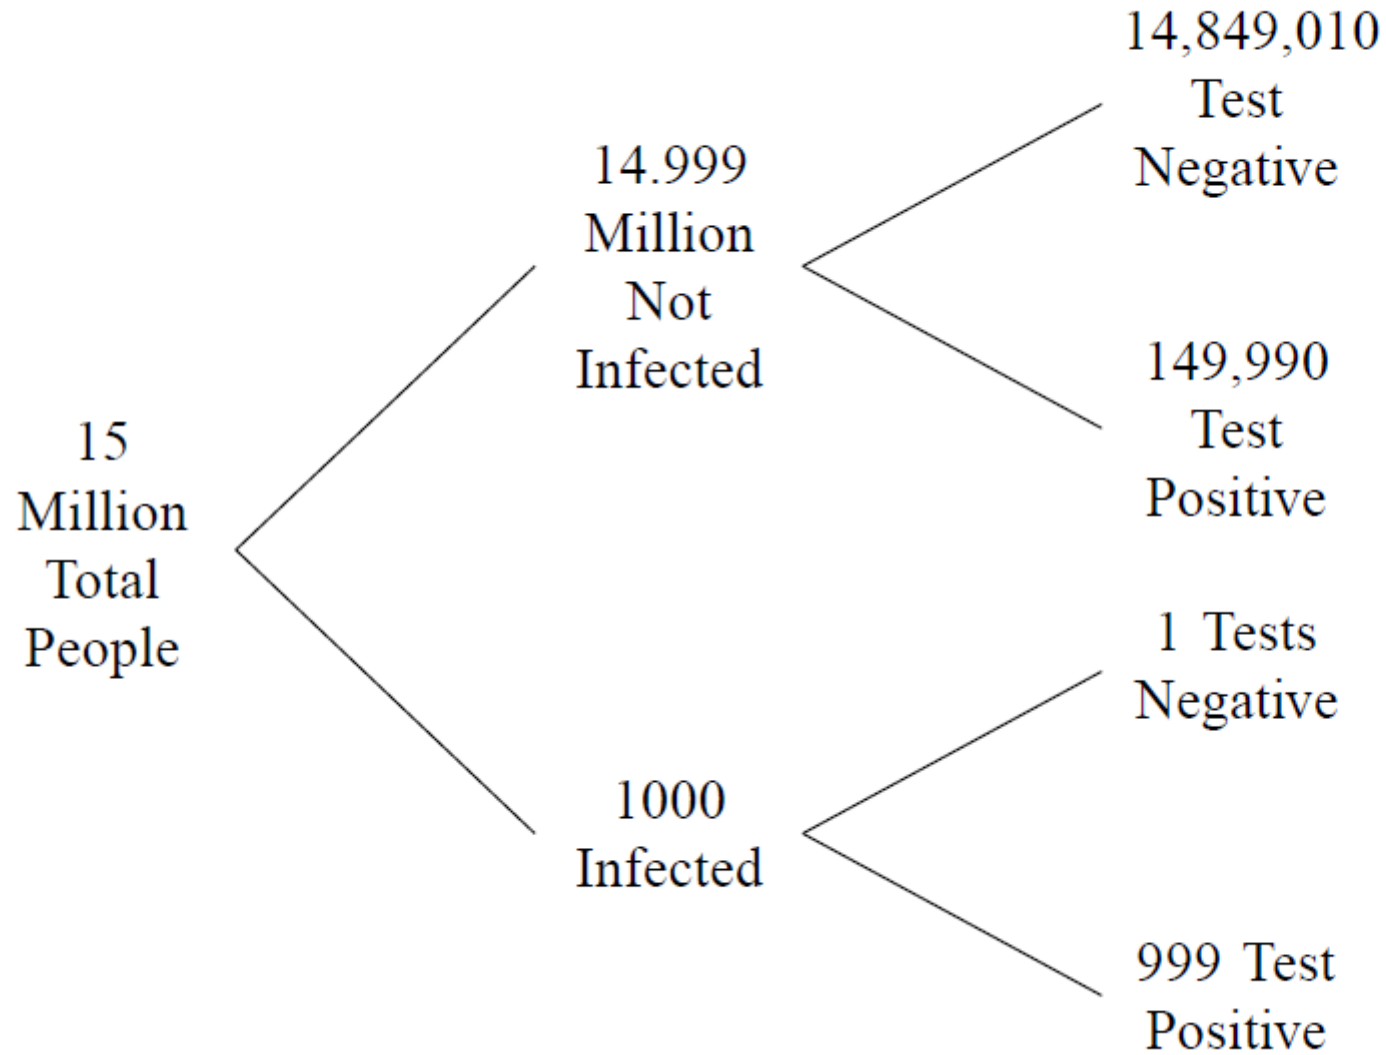 15
Million
Total
People
14.999
Million
Not
Infected
1000
Infected
14,849,010
Test
Negative
149,990
Test
Positive
1 Tests
Negative
999 Test
Positive